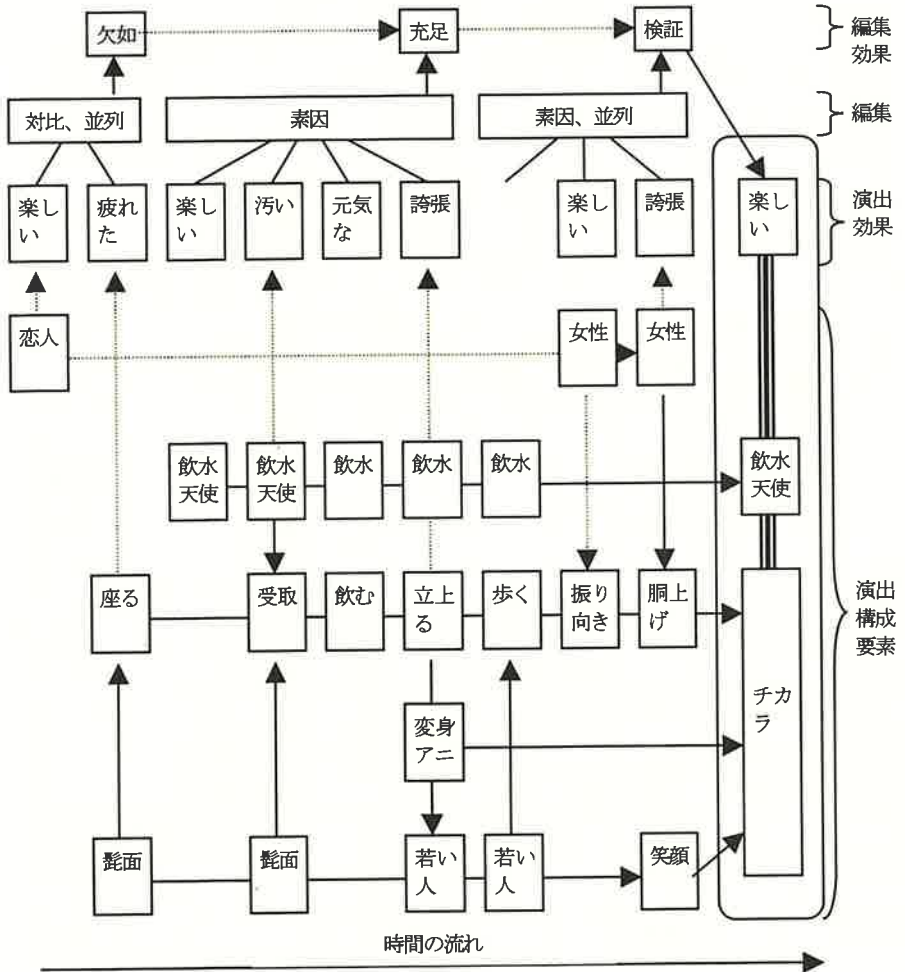 欠如
充足
検証
編集
効果
対比、並列
素因
素因、並列
編集
楽し
い
疲れ
た
楽し
い
汚い
元気
な
誇張
楽し
い
誇張
楽し
い
演出
効果
恋人
女性
女性
飲水
天使
飲水
天使
飲水
飲水
飲水
飲水
天使
座る
受取
飲む
立上
る
歩く
振り
向き
胴上
げ
演出
構成
要素
チカ
ラ
変身
アニ
髭面
髭面
若い
人
若い
人
笑顔
時間の流れ